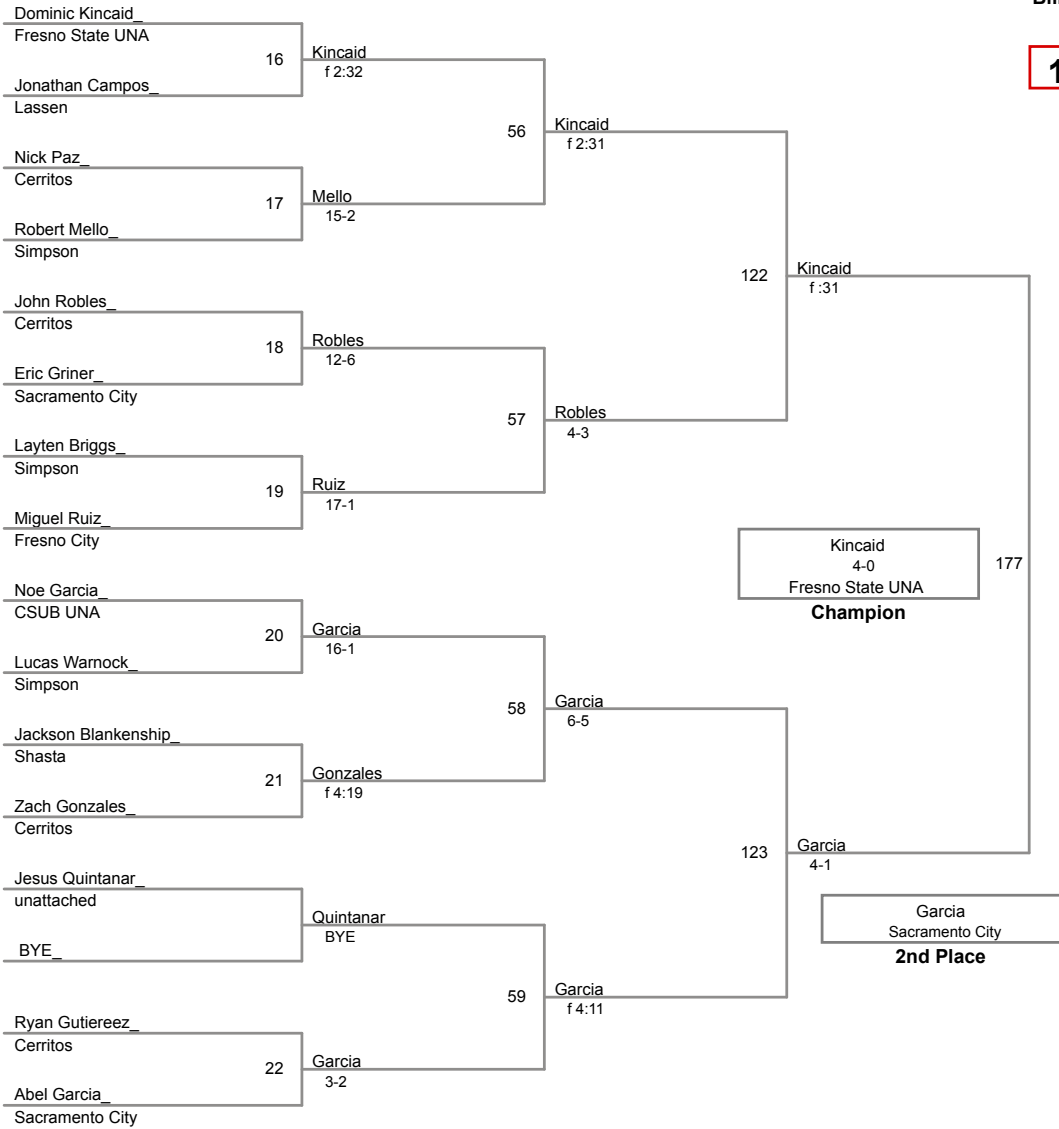 Dominic Kincaid_
Fresno State UNA
16
Kincaid
f 2:32
Jonathan Campos_
Lassen
56
Kincaid
f 2:31
Nick Paz_
Cerritos
17
Mello
15-2
Robert Mello_
Simpson
122
Kincaid
f :31
John Robles_
Cerritos
18
Robles
12-6
Eric Griner_
Sacramento City
57
Robles
4-3
Layten Briggs_
Simpson
19
Ruiz
17-1
Miguel Ruiz_
Fresno City
Kincaid
4-0
Fresno State UNA
Champion
177
Noe Garcia_
CSUB UNA
20
Garcia
16-1
Lucas Warnock_
Simpson
58
Garcia
6-5
Jackson Blankenship_
Shasta
21
Gonzales
f 4:19
Zach Gonzales_
Cerritos
123
Garcia
4-1
Jesus Quintanar_
unattached
Quintanar
BYE
BYE_
Garcia
Sacramento City
2nd Place
59
Garcia
f 4:11
Ryan Gutiereez_
Cerritos
22
Garcia
3-2
Abel Garcia_
Sacramento City